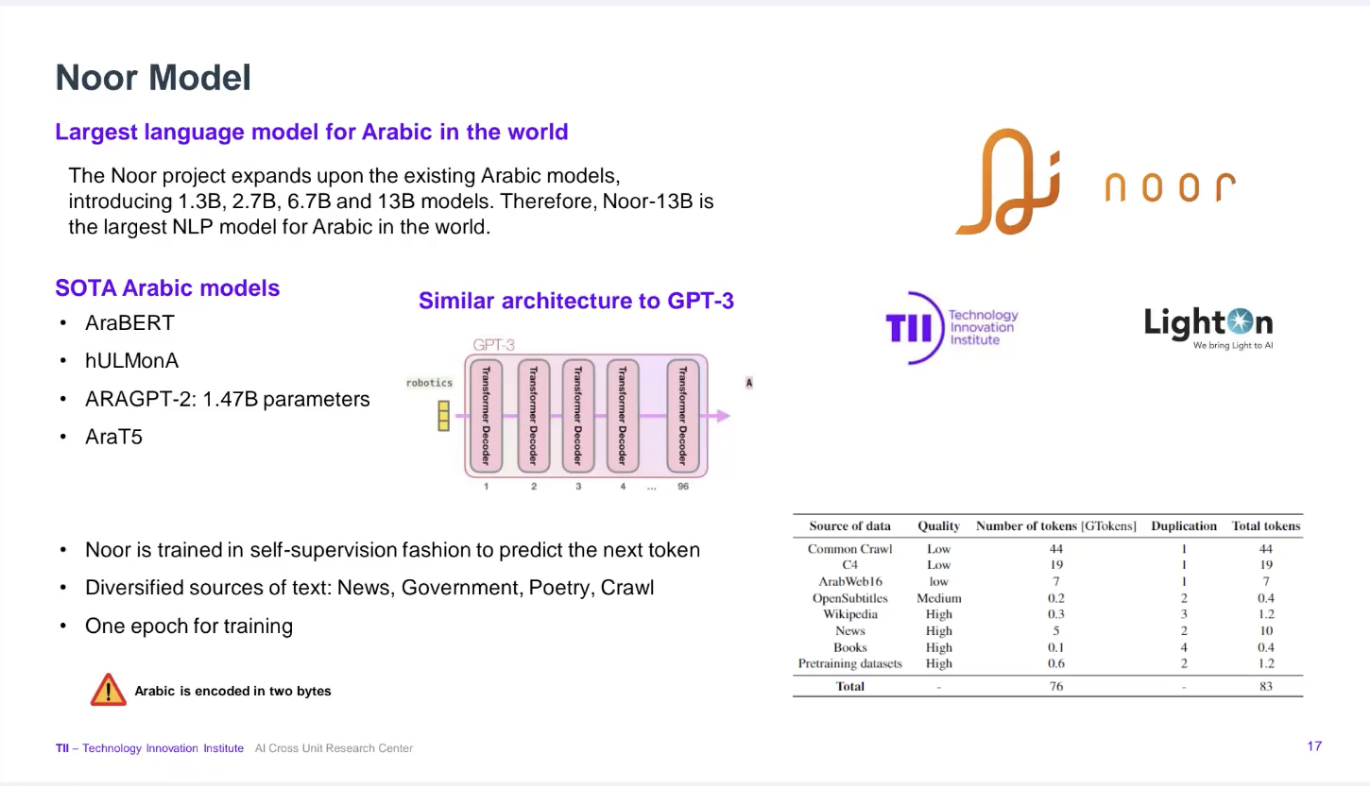 Noor Model
Largest language model for Arabic in the world
The Noor project expands upon the existing Arabic models,
introducing 1.3B, 2.7B, 6.7B and 13B models. Therefore, Noor-13B is
the largest NLP model for Arabic in the world.
noor
SOTA Arabic models
• AraBERT
• hULMonA
• ARAGPT-2: 1.47B parameters
• AraT5
Similar architecture to GPT-3
GPT-3
robotics
Transformer Decoder
Transformer Decoder
Transformer Decoder
Transformer Decoder
Transformer Decoder
A
1 2 3 4 ... 96
TII
Technology
Innovation
Institute
LightOn
We bring Light to AI
• Noor is trained in self-supervision fashion to predict the next token
• Diversified sources of text: News, Government, Poetry, Crawl
• One epoch for training
Arabic is encoded in two bytes
Source of data Quality Number of tokens [GTokens] Duplication Total tokens
Common Crawl Low 44 1 44
C4 Low 19 1 19
ArabWeb16 low 7 1 7
OpenSubtitles Medium 0.2 2 0.4
Wikipedia High 0.3 3 1.2
News High 5 2 10
Books High 0.1 4 0.4
Pretraining datasets High 0.6 2 1.2
Total - 76 - 83
TII – Technology Innovation Institute AI Cross Unit Research Center
17